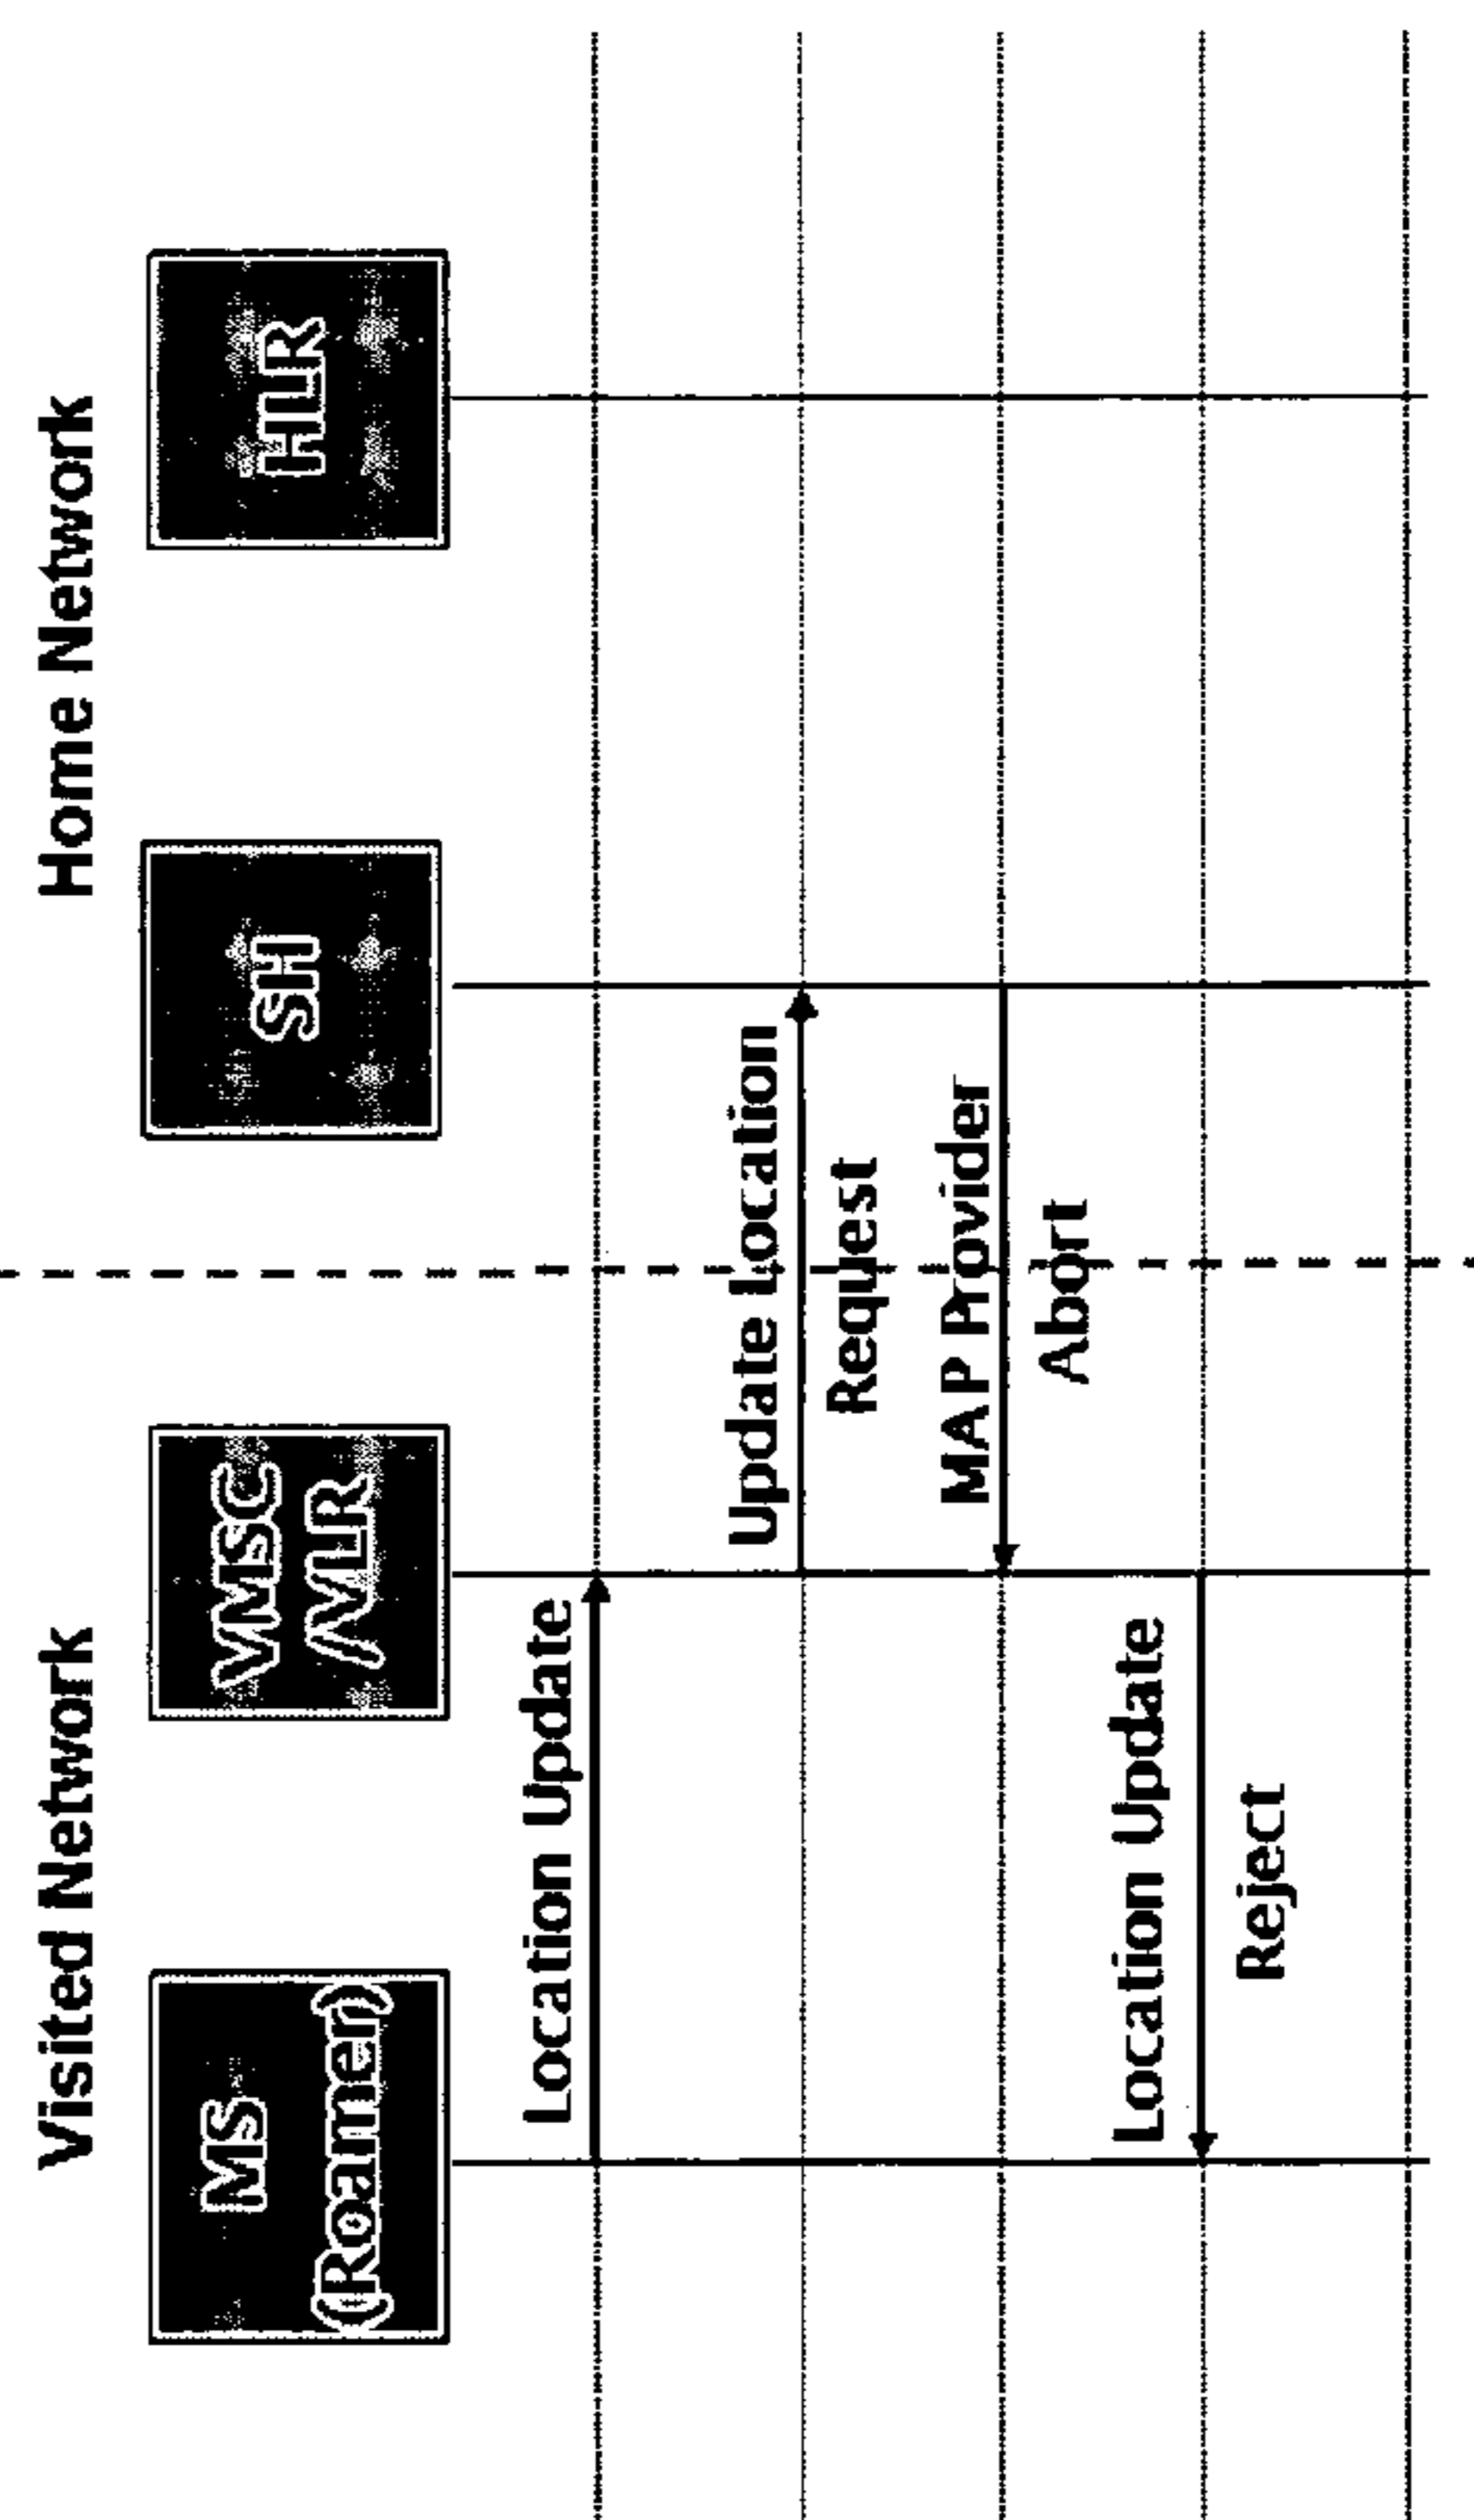 Visited Network
Home Network
MS
(Roamer)
VMSC
/VLR
SH
HLR
Location Update
Update Location
Request
MAP Provider
Abort
Location Update
Reject